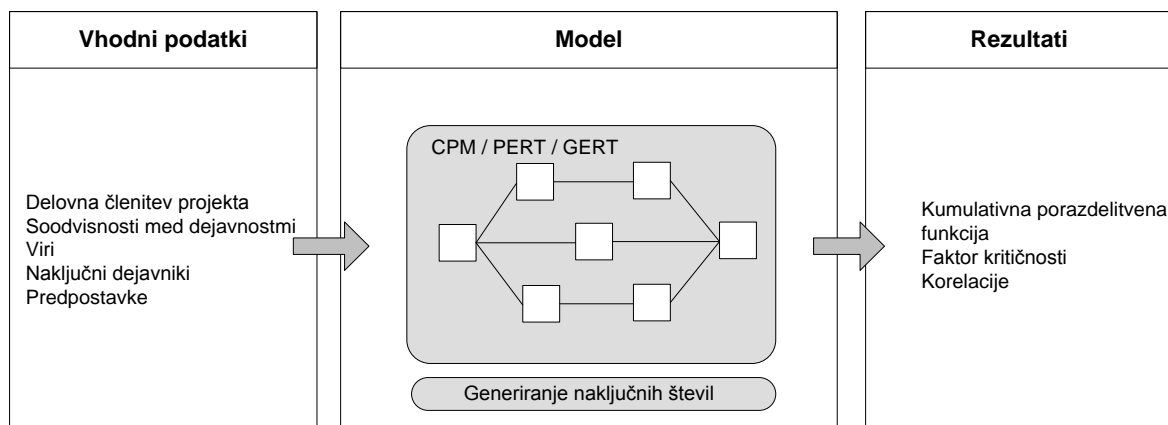 Vhodni podatki
Delovna členitev projekta
Soodvisnosti med dejavnostmi
Viri
Naključni dejavniki
Predpostavke
Model
CPM / PERT / GERT
Generiranje naključnih števil
Rezultati
Kumulativna porazdelitvena
funkcija
Faktor kritičnosti
Korelacije